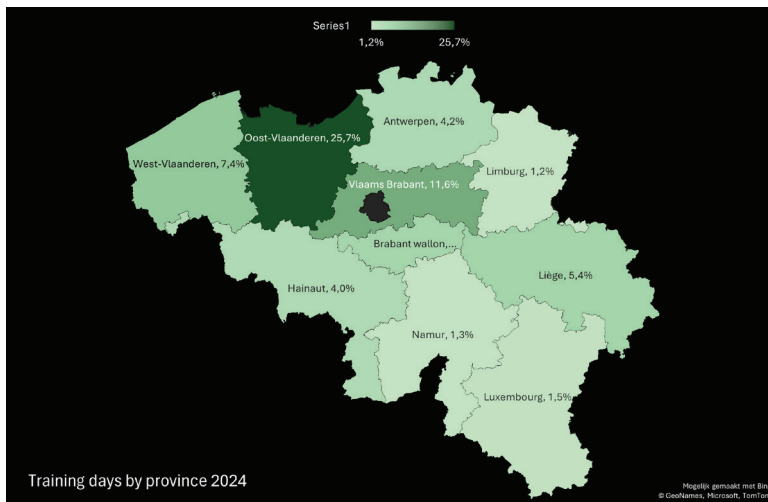 Series1
1,2% 25,7%
Antwerpen, 4,2%
Oost-Vlaanderen, 25,7%
West-Vlaanderen, 7,4%
Limburg, 1,2%
Vlaams Brabant, 11,6%
Brabant wallon,...
Liège, 5,4%
Hainaut, 4,0%
Namur, 1,3%
Luxembourg, 1,5%
Training days by province 2024
Mogelijk gemaakt met Bin
© GeoNames, Microsoft, TomTom